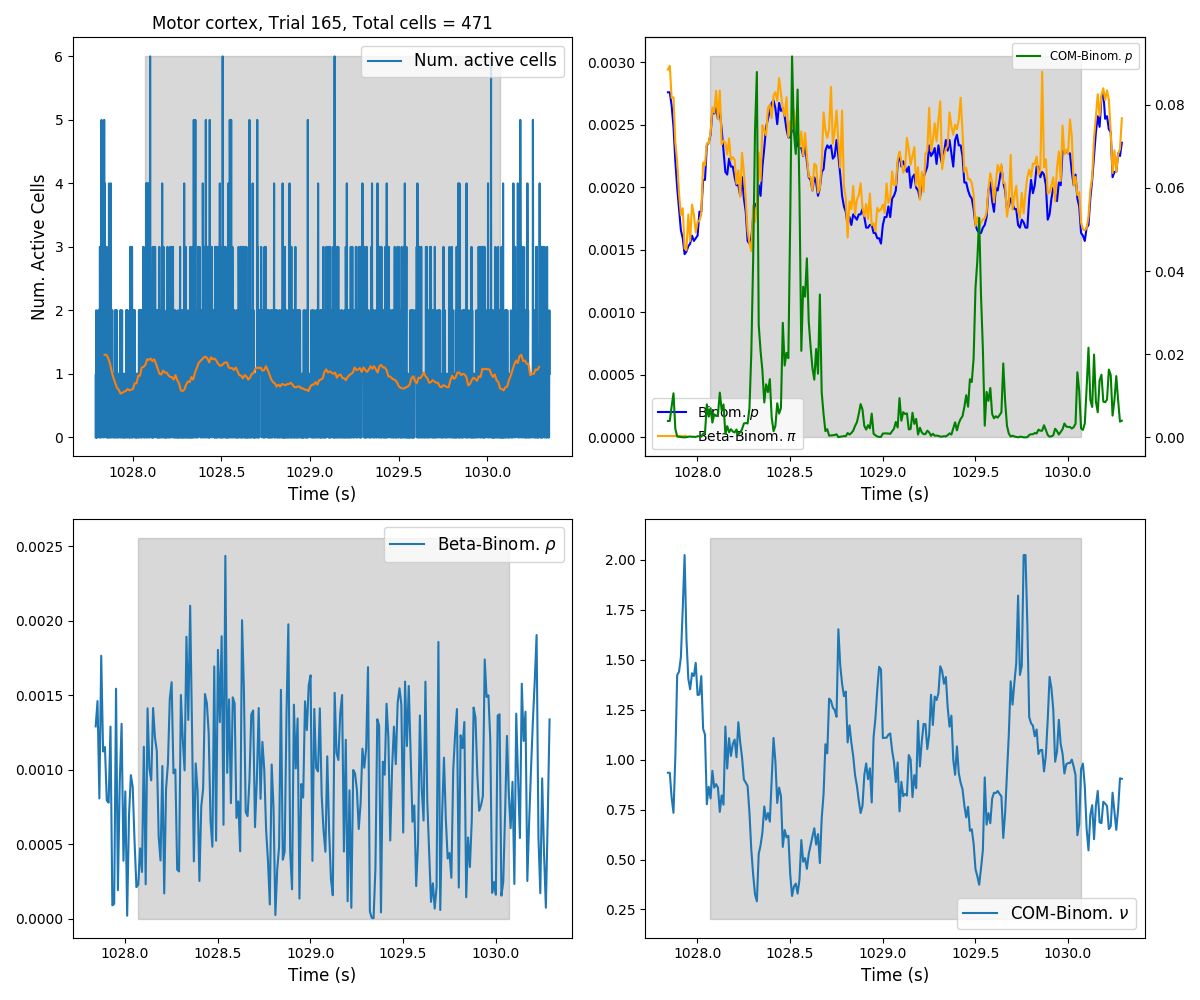 Motor cortex, Trial 165, Total cells = 471
Num. active cells
6
5
4
3
2
1
0
Num. Active Cells
1028.0 1028.5 1029.0 1029.5 1030.0
Time (s)
COM-Binom. p
0.0030
0.0025
0.0020
0.0015
0.0010
0.0005
0.0000
0.08
0.06
0.04
0.02
0.00
Binom. p
Beta-Binom. π
1028.0 1028.5 1029.0 1029.5 1030.0
Time (s)
Beta-Binom. ρ
0.0025
0.0020
0.0015
0.0010
0.0005
0.0000
1028.0 1028.5 1029.0 1029.5 1030.0
Time (s)
2.00
1.75
1.50
1.25
1.00
0.75
0.50
0.25
COM-Binom. ν
1028.0 1028.5 1029.0 1029.5 1030.0
Time (s)